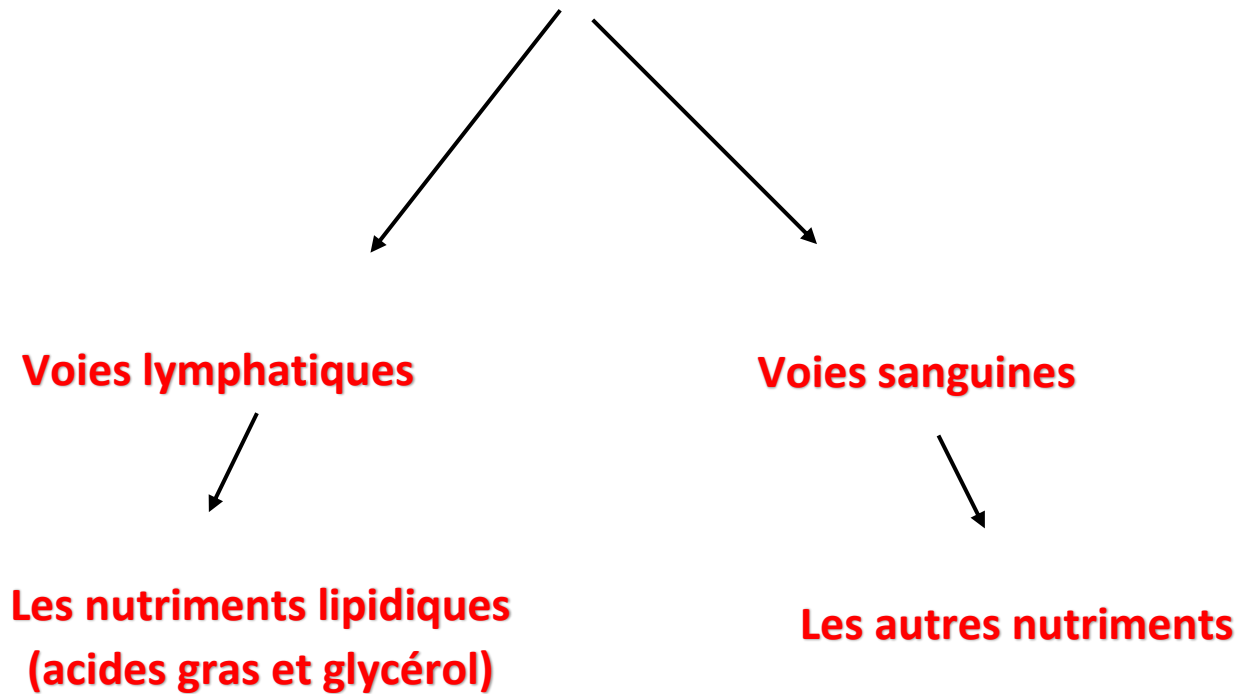 Voies lymphatiques
Voies sanguines
Les nutriments lipidiques
(acides gras et glycérol)
Les autres nutriments